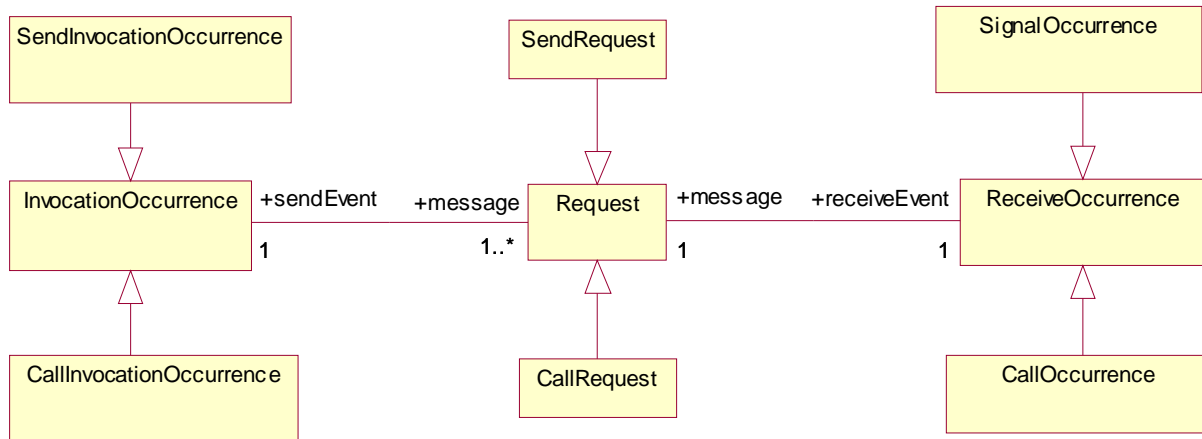 SendInvocationOccurrence
SendRequest
SignalOccurrence
InvocationOccurrence
+sendEvent
+message
Request
+message
+receiveEvent
ReceiveOccurrence
1
1..*
1
1
CallInvocationOccurrence
CallRequest
CallOccurrence